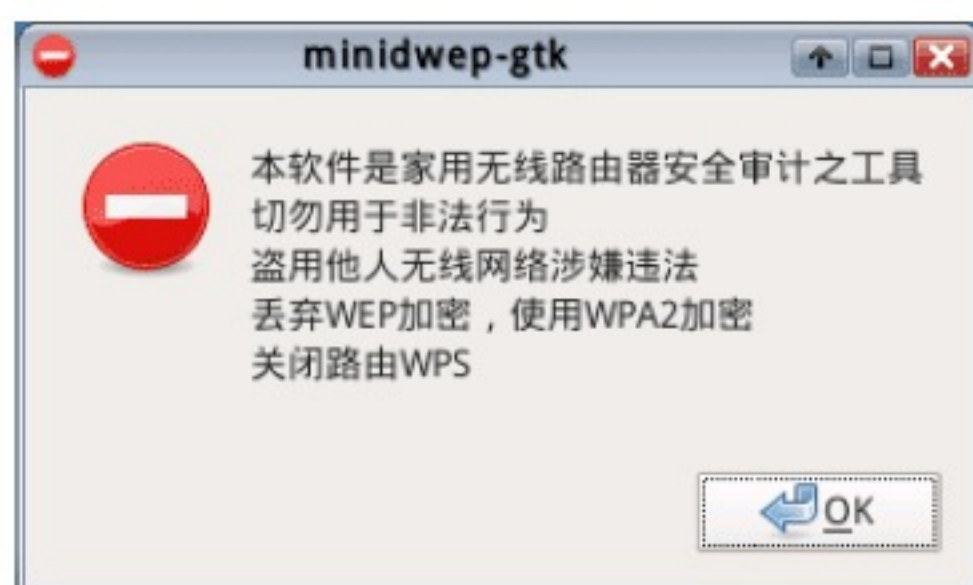 minidwep-gtk
本软件是家用无线路由器安全审计之工具
切勿用于非法行为
盗用他人无线网络涉嫌违法
丢弃WEP加密，使用WPA2加密
关闭路由WPS
OK